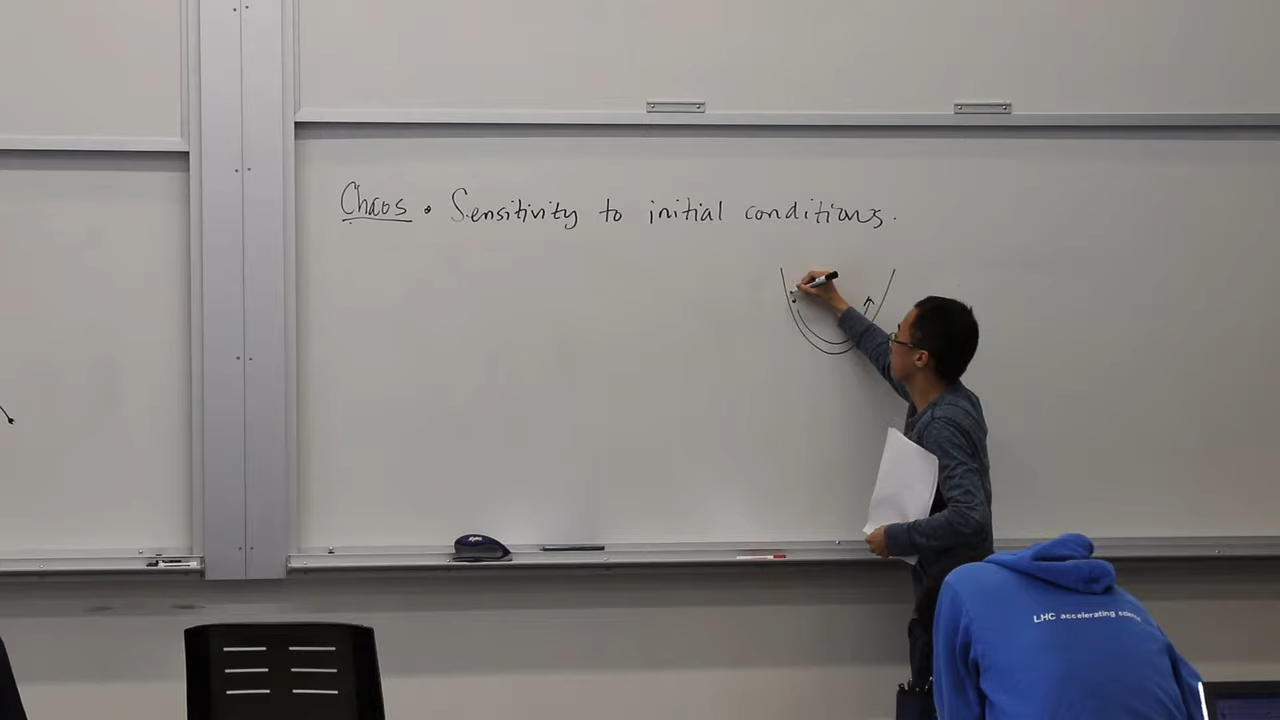 Chaos • Sensitivity to initial conditions.
LHC accelerating science